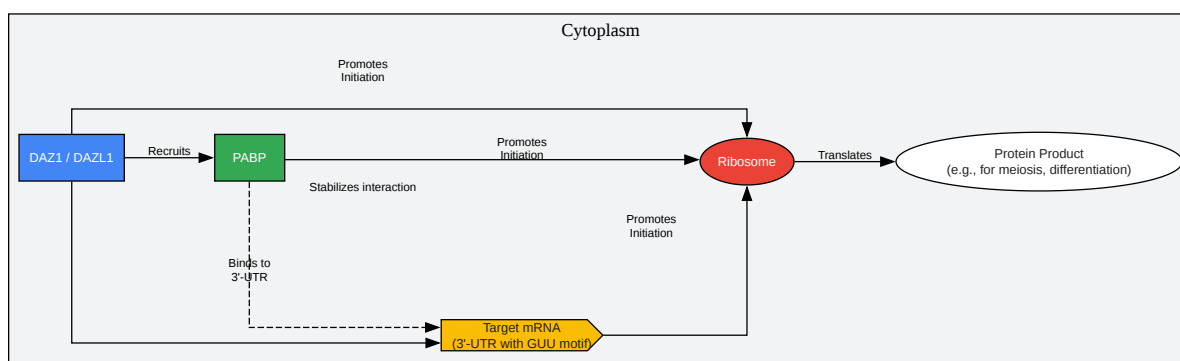 Cytoplasm
Promotes
Initiation
DAZ1 / DAZL1
Recruits
PABP
Promotes
Initiation
Ribosome
Translates
Protein Product
(e.g., for meiosis, differentiation)
Stabilizes interaction
Promotes
Initiation
Binds to
3'-UTR
Target mRNA
(3'-UTR with GUU motif)